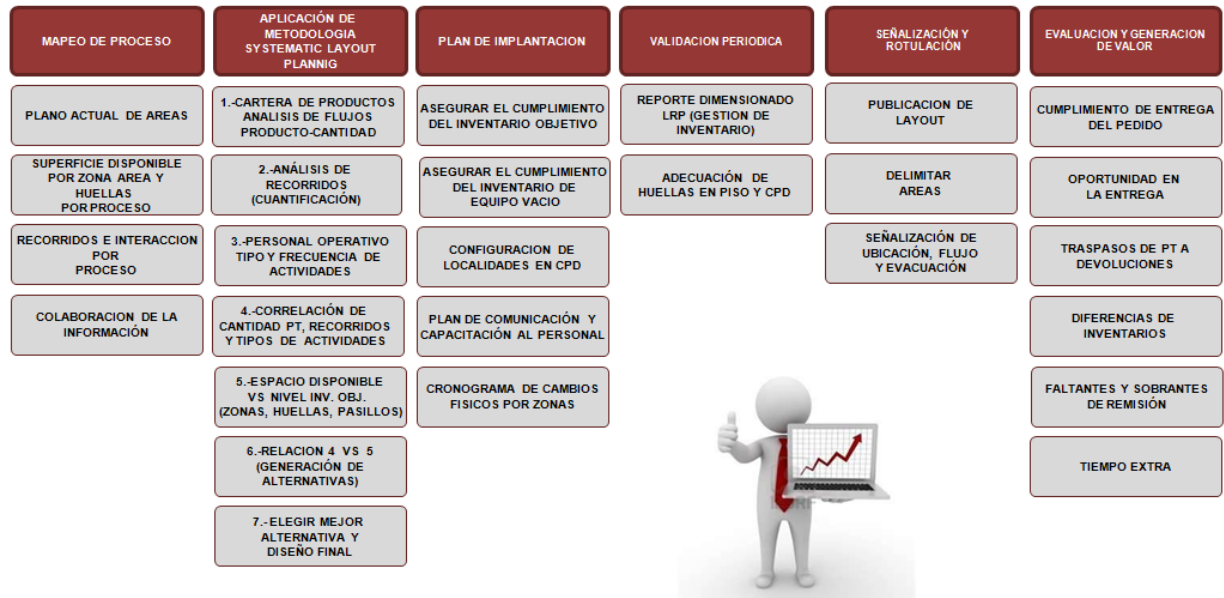 MAPEO DE PROCESO
PLANO ACTUAL DE AREAS
SUPERFICIE DISPONIBLE
POR ZONA AREA Y
HUELLAS
POR PROCESO
RECORRIDOS E INTERACCION
POR
PROCESO
COLABORACION DE LA
INFORMACIÓN
APLICACIÓN DE
METODOLOGIA
SYSTEMATIC LAYOUT
PLANNIG
1.-CARTERA DE PRODUCTOS
ANALISIS DE FLUJOS
PRODUCTO-CANTIDAD
2.-ANÁLISIS DE
RECORRIDOS
(CUANTIFICACIÓN)
3.-PERSONAL OPERATIVO
TIPO Y FRECUENCIA DE
ACTIVIDADES
4.-CORRELACIÓN DE
CANTIDAD PT, RECORRIDOS
Y TIPOS DE ACTIVIDADES
5.-ESPACIO DISPONIBLE
VS NIVEL INV. OBJ.
(ZONAS, HUELLAS, PASILLOS)
6.-RELACION 4 VS 5
(GENERACIÓN DE
ALTERNATIVAS)
7.-ELEGIR MEJOR
ALTERNATIVA Y
DISEÑO FINAL
PLAN DE IMPLANTACION
ASEGURAR EL CUMPLIMIENTO
DEL INVENTARIO OBJETIVO
ASEGURAR EL CUMPLIMIENTO
DEL INVENTARIO DE
EQUIPO VACIO
CONFIGURACION DE
LOCALIDADES EN CPD
PLAN DE COMUNICACIÓN Y
CAPACITACIÓN AL PERSONAL
CRONOGRAMA DE CAMBIOS
FISICOS POR ZONAS
VALIDACION PERIODICA
REPORTE DIMENSIONADO
LRP (GESTION DE
INVENTARIO)
ADECUACIÓN DE
HUELLAS EN PISO Y CPD
SEÑALIZACIÓN Y
ROTULACIÓN
PUBLICACION DE
LAYOUT
DELIMITAR
AREAS
SEÑALIZACIÓN DE
UBICACIÓN, FLUJO
Y EVACUACIÓN
EVALUACION Y GENERACION
DE VALOR
CUMPLIMIENTO DE ENTREGA
DEL PEDIDO
OPORTUNIDAD EN
LA ENTREGA
TRASPASOS DE PT A
DEVOLUCIONES
DIFERENCIAS DE
INVENTARIOS
FALTANTES Y SOBRANTES
DE REMISIÓN
TIEMPO EXTRA